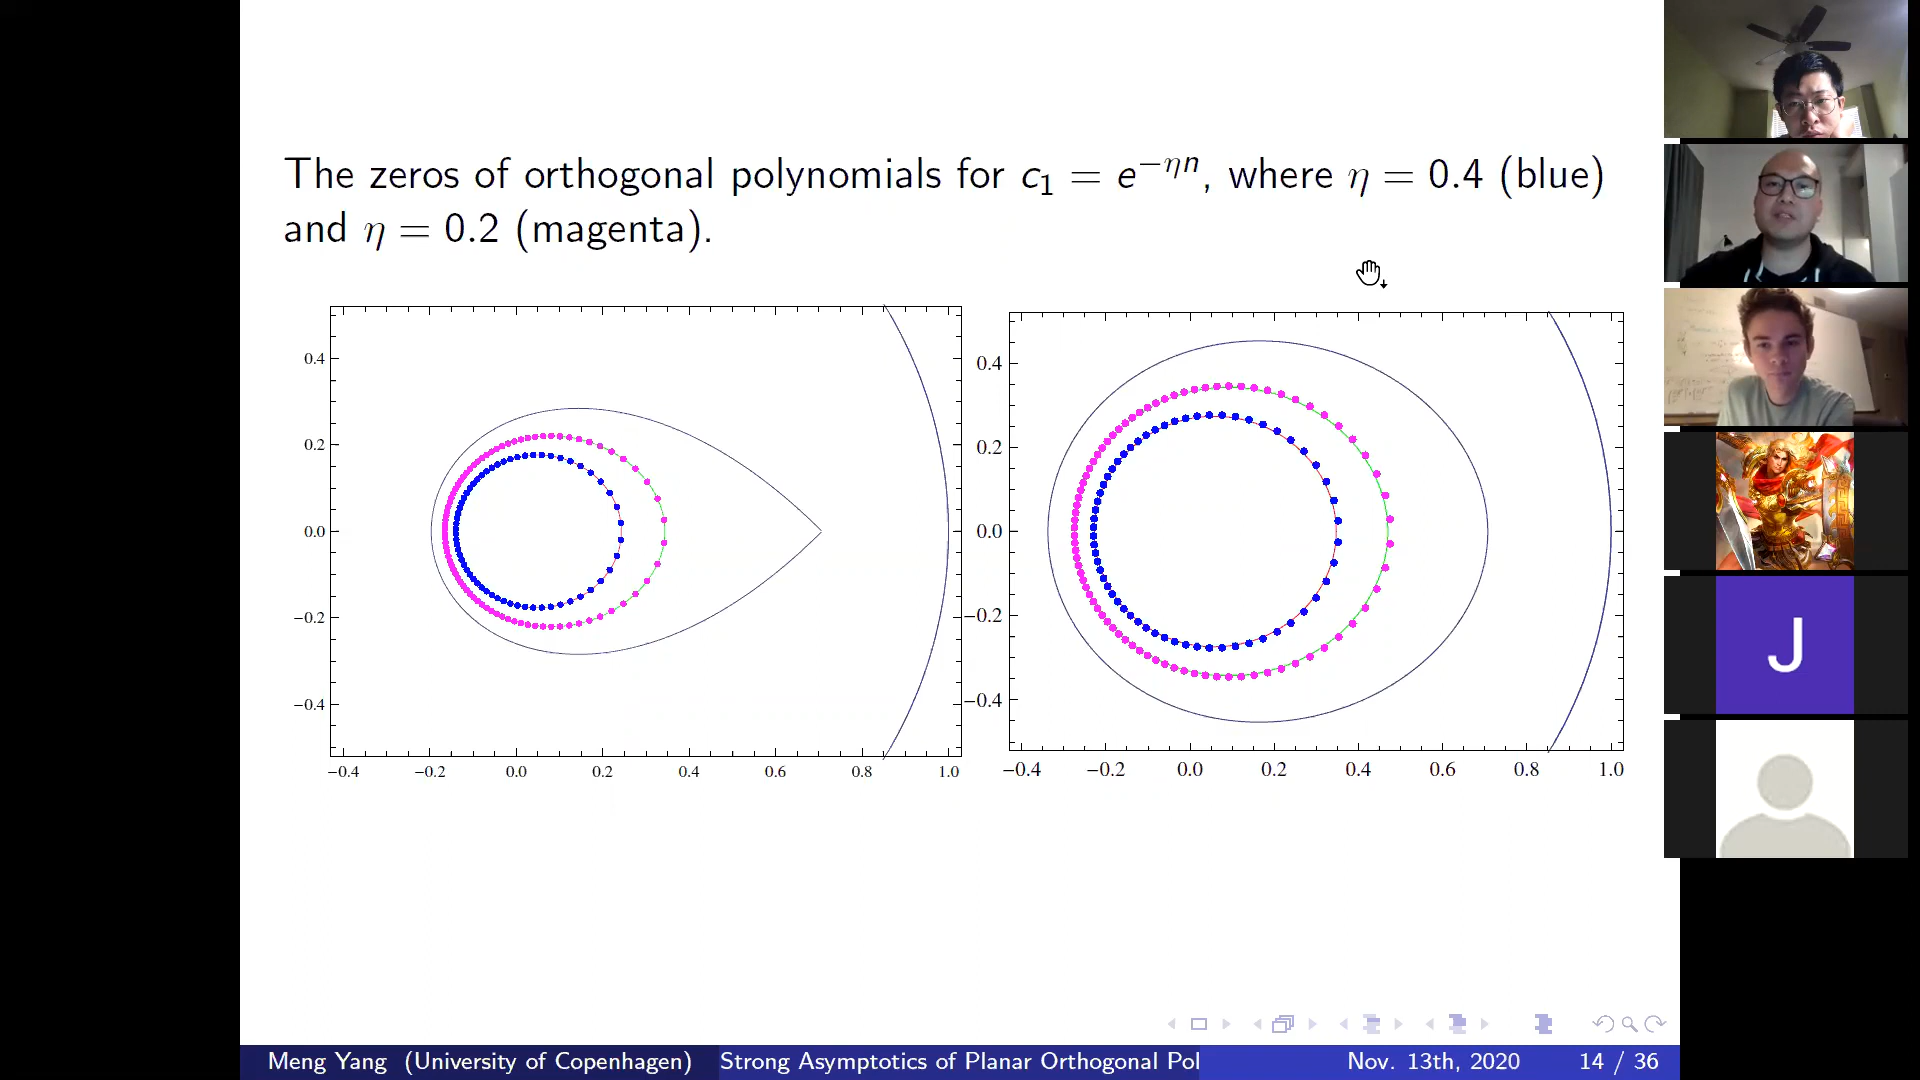 The zeros of orthogonal polynomials for c₁ = e^{−ηn}, where η = 0.4 (blue)
and η = 0.2 (magenta).
0.4
0.2
0.0
−0.2
−0.4
−0.4 −0.2 0.0 0.2 0.4 0.6 0.8 1.0
0.4
0.2
0.0
−0.2
−0.4
−0.4 −0.2 0.0 0.2 0.4 0.6 0.8 1.0
J
Meng Yang (University of Copenhagen) Strong Asymptotics of Planar Orthogonal Pol Nov. 13th, 2020 14 / 36